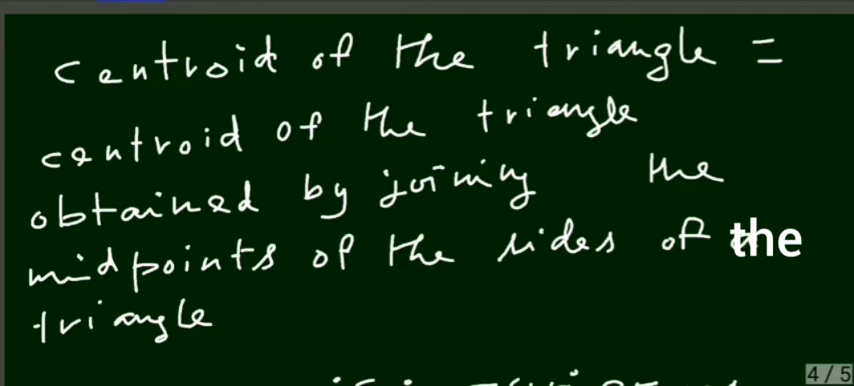 centroid of the triangle =
centroid of the triangle
obtained by joining the
midpoints of the sides of the
triangle
4 / 5